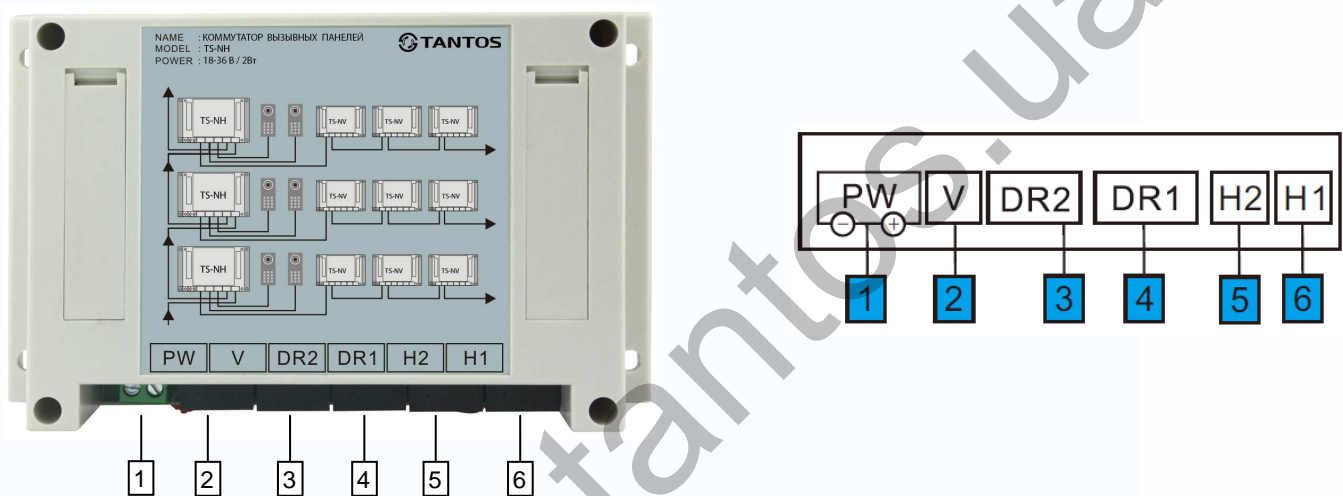 NAME : КОММУТАТОР ВЫЗЫВНЫХ ПАНЕЛЕЙ
MODEL : TS-NH
POWER : 18-36 В / 2Вт
TANTOS
TS-NH TS-NV TS-NV TS-NV
TS-NH TS-NV TS-NV TS-NV
TS-NH TS-NV TS-NV TS-NV
PW V DR2 DR1 H2 H1
1 2 3 4 5 6
PW V DR2 DR1 H2 H1
- +
1 2 3 4 5 6
tantos.ua